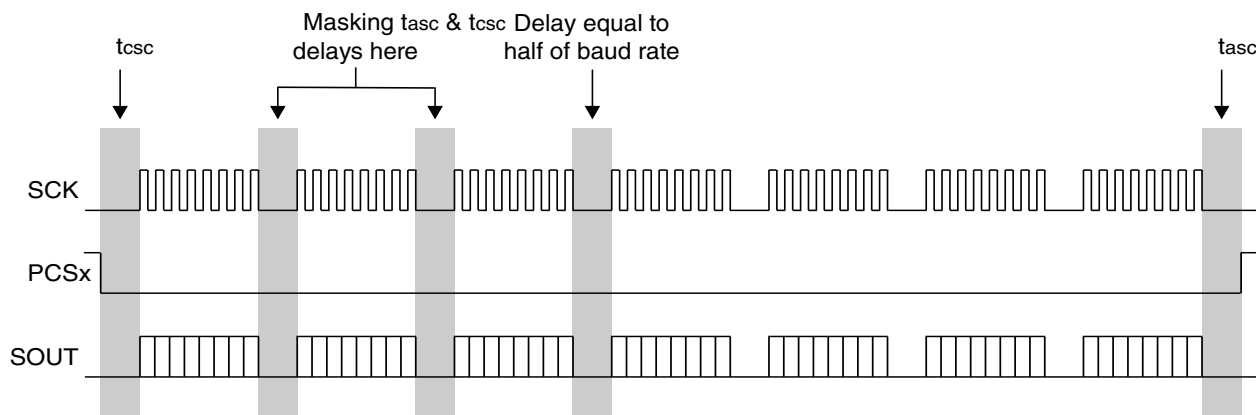 tcsc
Masking tasc & tcsc
delays here
Delay equal to
half of baud rate
tasc
SCK
PCSx
SOUT